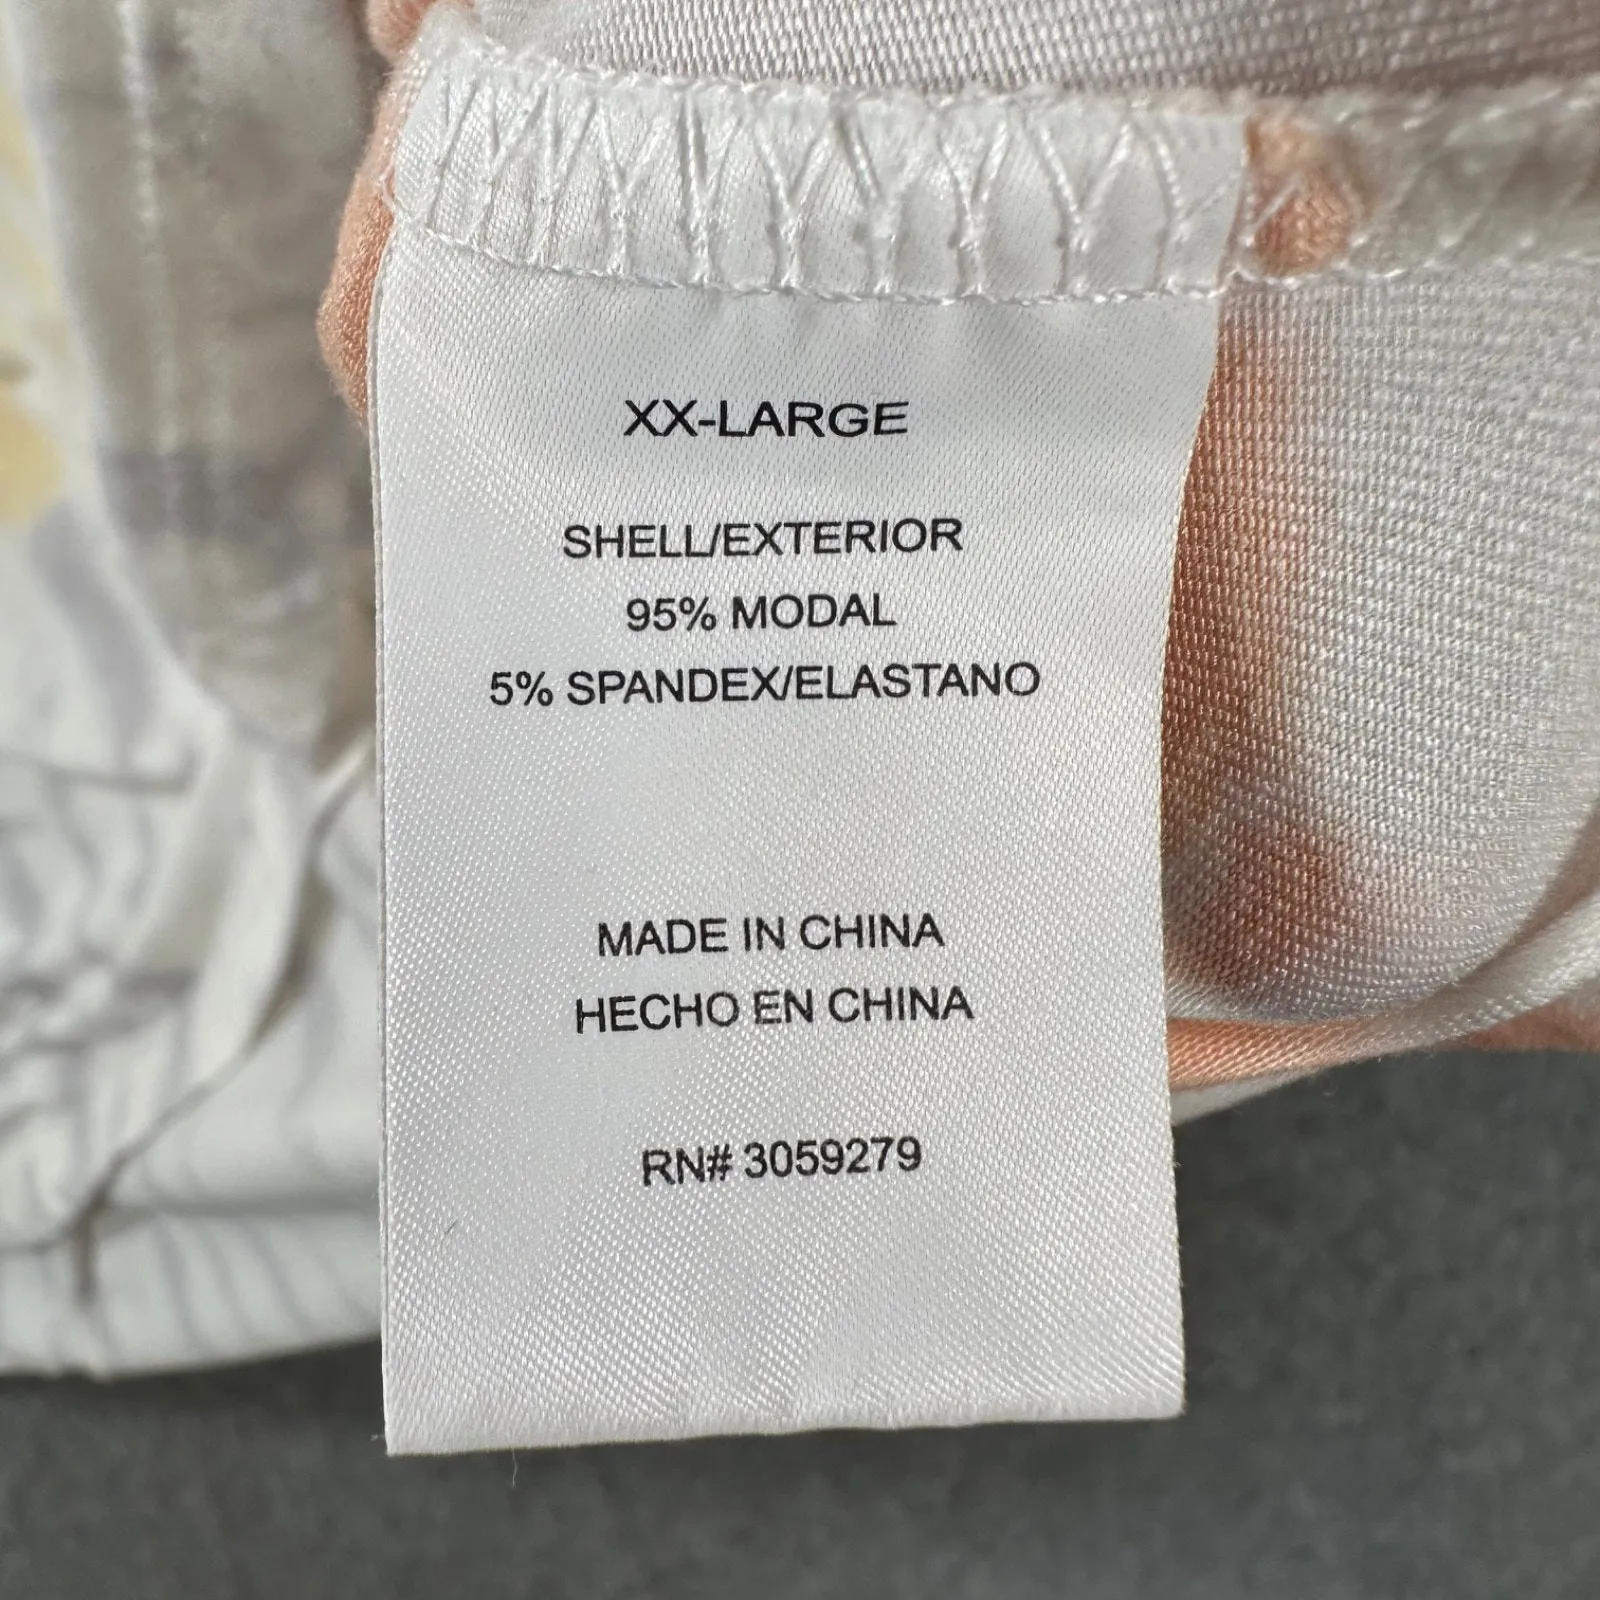 XX-LARGE
SHELL/EXTERIOR
95% MODAL
5% SPANDEX/ELASTANO
MADE IN CHINA
HECHO EN CHINA
RN# 3059279